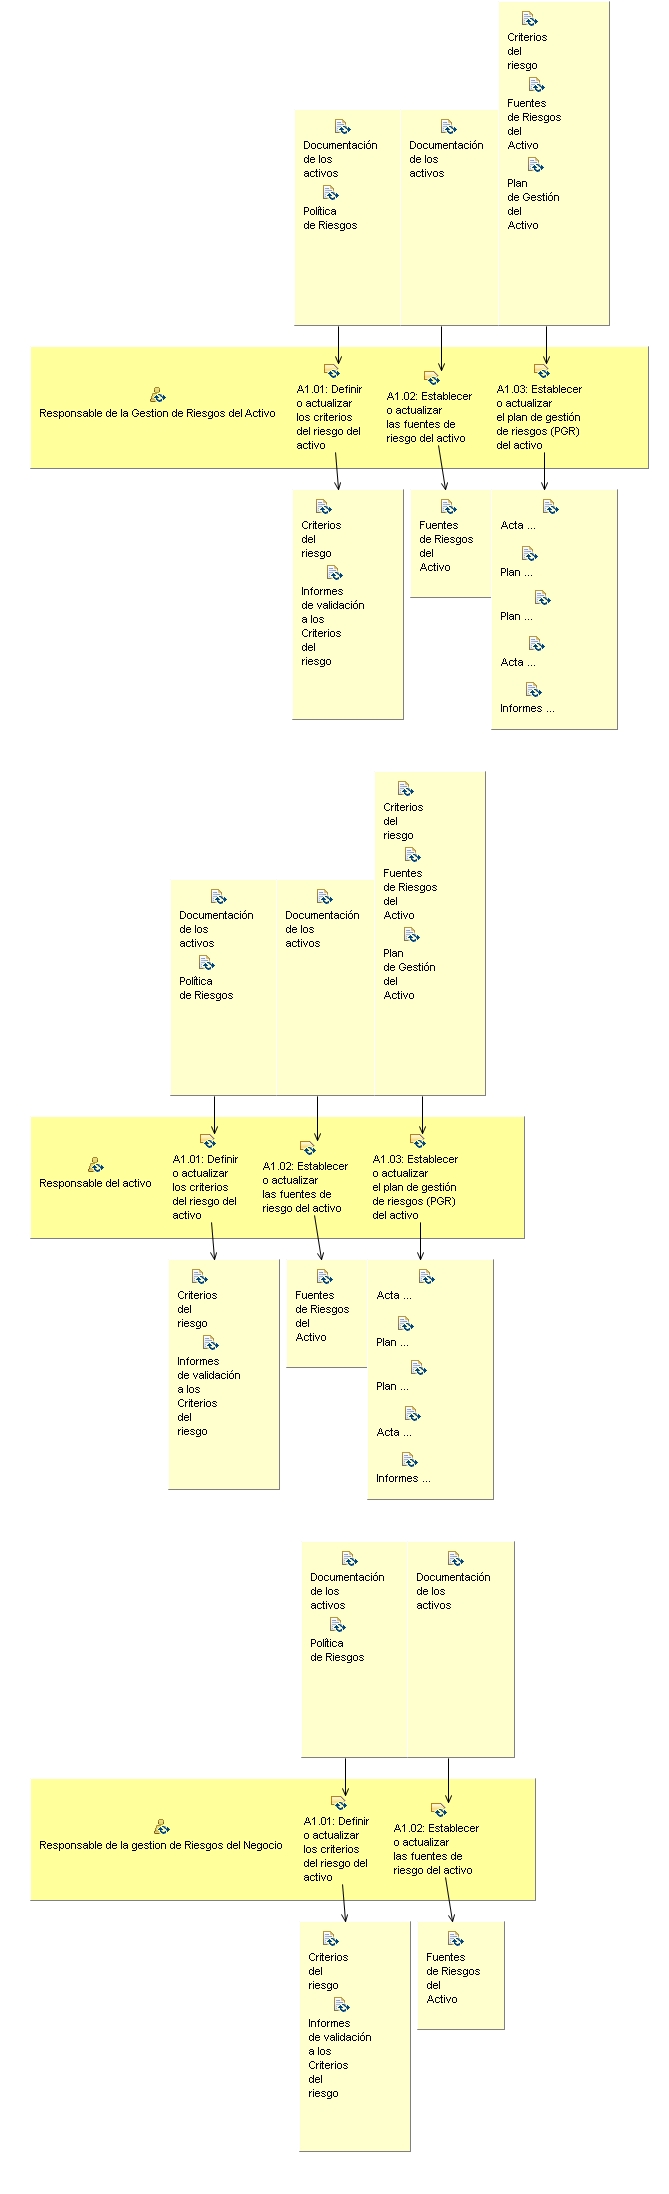 Criterios
del
riesgo
Fuentes
de Riesgos
del
Activo
Plan
de Gestión
del
Activo
Documentación
de los
activos
Política
de Riesgos
Documentación
de los
activos
Responsable de la Gestion de Riesgos del Activo
A1.01: Definir
o actualizar
los criterios
del riesgo del
activo
A1.02: Establecer
o actualizar
las fuentes de
riesgo del activo
A1.03: Establecer
o actualizar
el plan de gestión
de riesgos (PGR)
del activo
Criterios
del
riesgo
Informes
de validación
a los
Criterios
del
riesgo
Fuentes
de Riesgos
del
Activo
Acta ...
Plan ...
Plan ...
Acta ...
Informes ...
Criterios
del
riesgo
Fuentes
de Riesgos
del
Activo
Plan
de Gestión
del
Activo
Documentación
de los
activos
Política
de Riesgos
Documentación
de los
activos
Responsable del activo
A1.01: Definir
o actualizar
los criterios
del riesgo del
activo
A1.02: Establecer
o actualizar
las fuentes de
riesgo del activo
A1.03: Establecer
o actualizar
el plan de gestión
de riesgos (PGR)
del activo
Criterios
del
riesgo
Informes
de validación
a los
Criterios
del
riesgo
Fuentes
de Riesgos
del
Activo
Acta ...
Plan ...
Plan ...
Acta ...
Informes ...
Documentación
de los
activos
Política
de Riesgos
Documentación
de los
activos
Responsable de la gestion de Riesgos del Negocio
A1.01: Definir
o actualizar
los criterios
del riesgo del
activo
A1.02: Establecer
o actualizar
las fuentes de
riesgo del activo
Criterios
del
riesgo
Informes
de validación
a los
Criterios
del
riesgo
Fuentes
de Riesgos
del
Activo